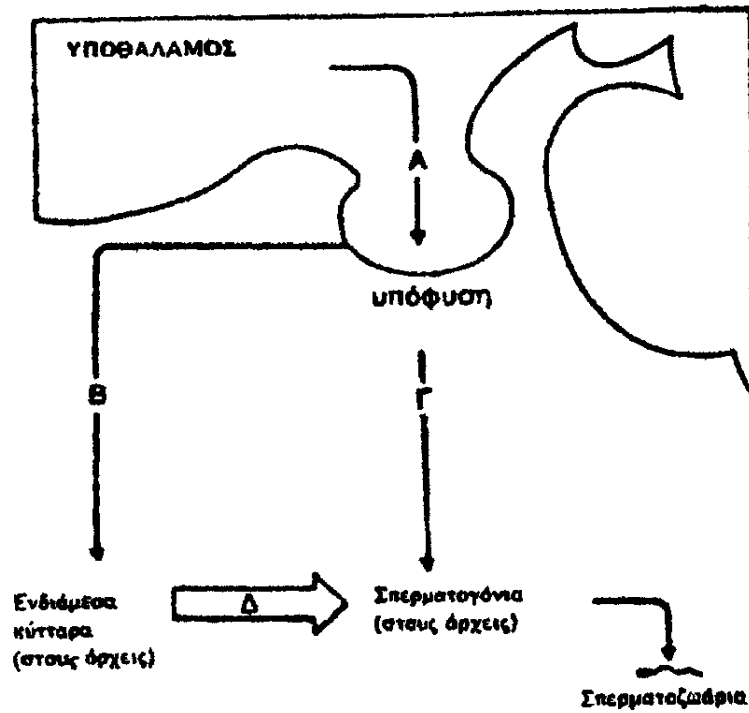 ΥΠΟΘΑΛΑΜΟΣ
Α
υπόφυση
Β
Γ
Ενδιάμεσα
κύτταρα
(στους όρχεις)
Δ
Σπερματογόνια
(στους όρχεις)
Σπερματοζωάρια